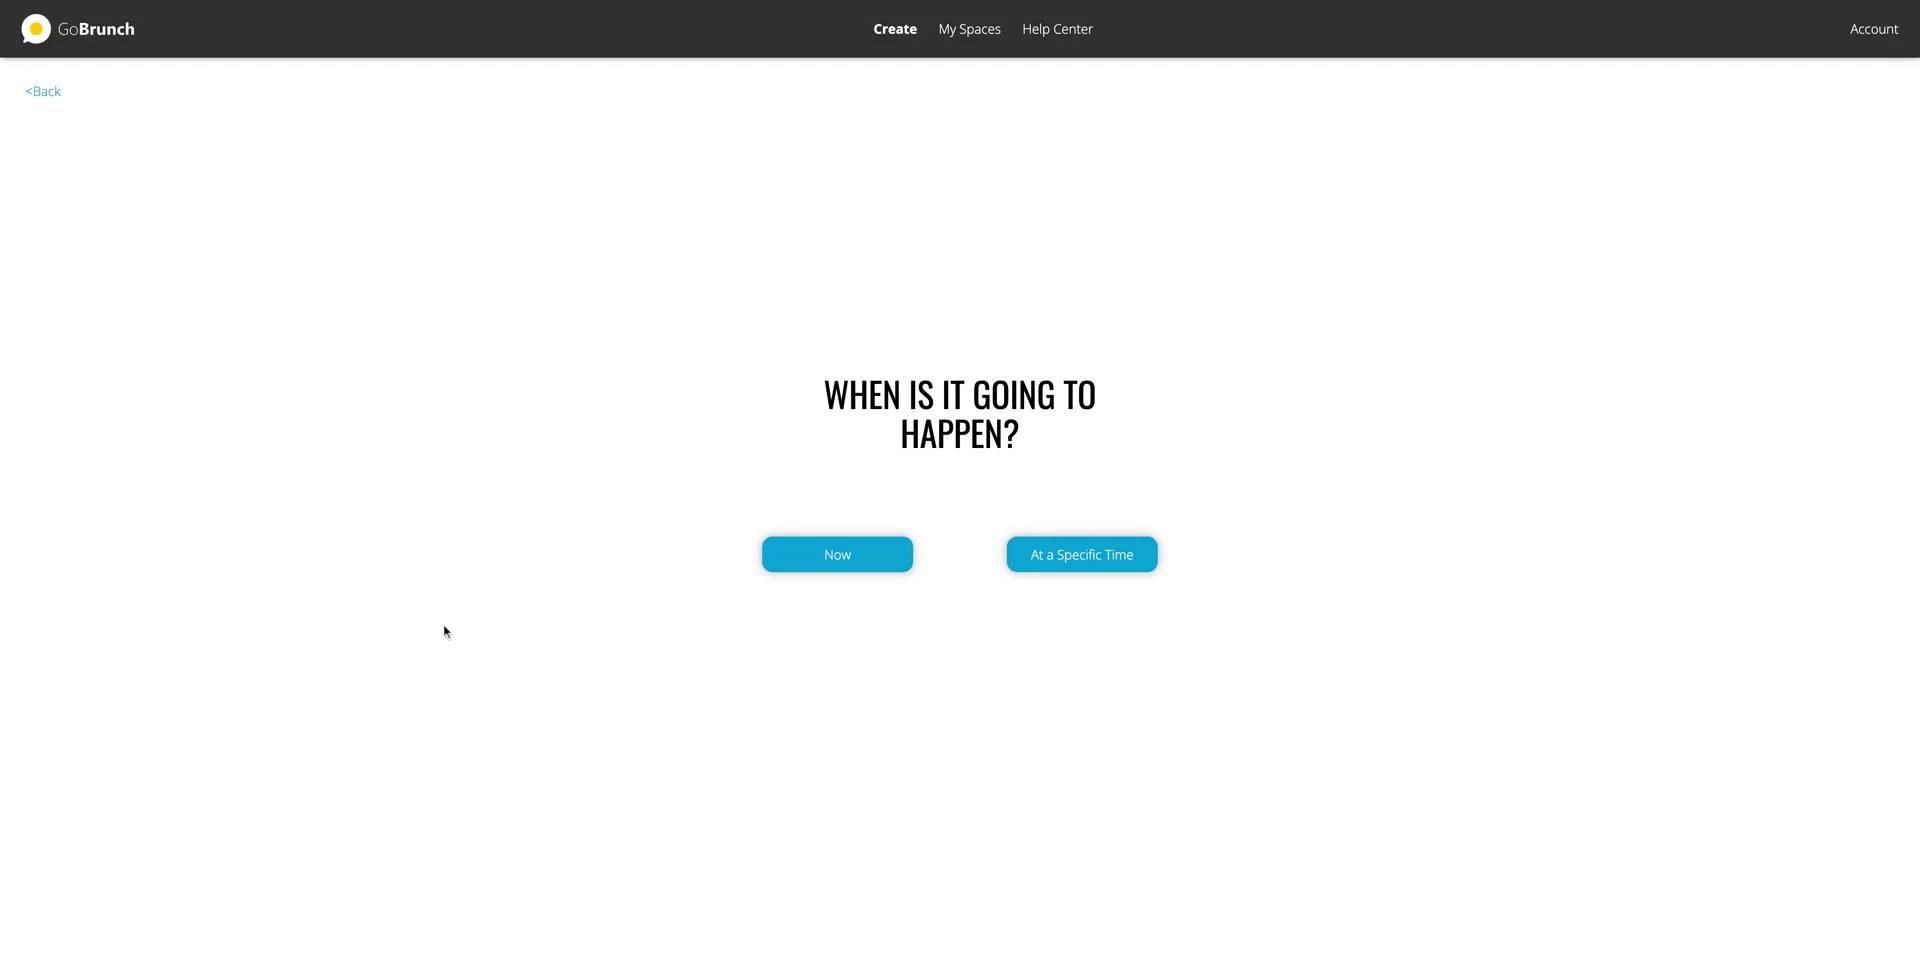 GoBrunch
Create
My Spaces
Help Center
Account
<Back
WHEN IS IT GOING TO
HAPPEN?
Now
At a Specific Time